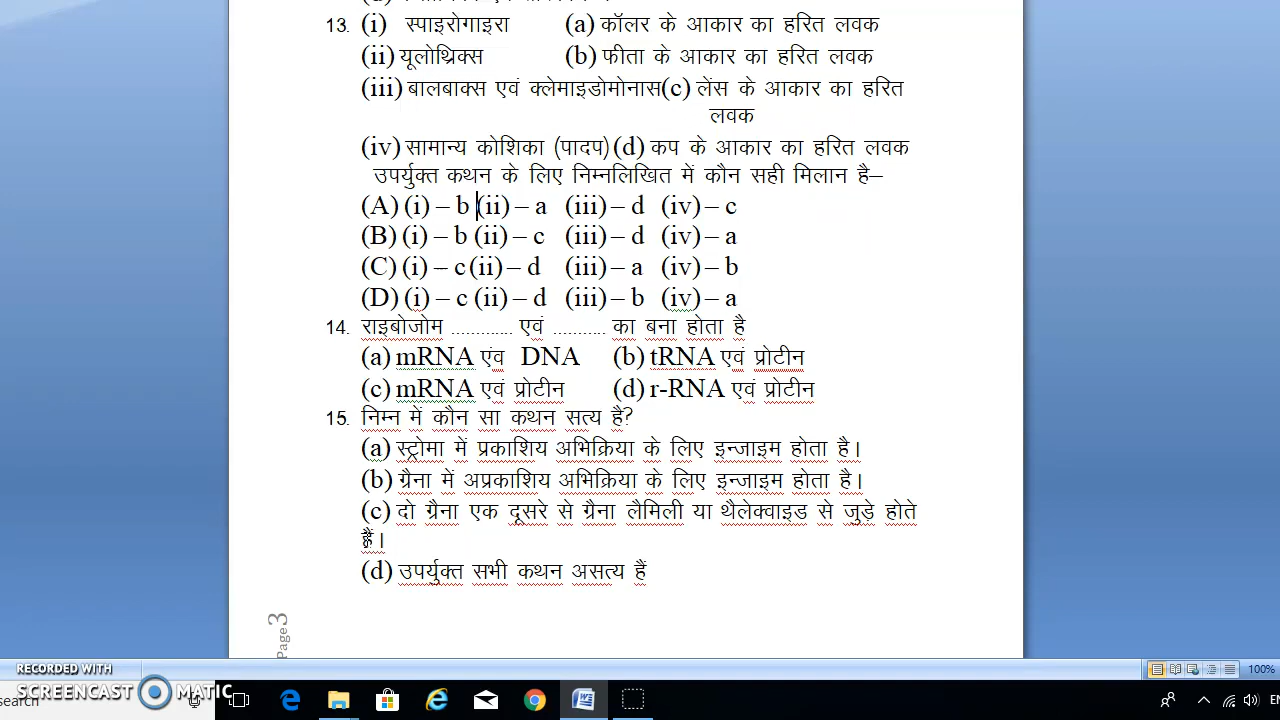 13. (i) स्पाइरोगाइरा (a) कॉलर के आकार का हरित लवक
(ii) यूलोथ्रिक्स (b) फीता के आकार का हरित लवक
(iii) बालबाक्स एवं क्लेमाइडोमोनास(c) लेंस के आकार का हरित
लवक
(iv) सामान्य कोशिका (पादप) (d) कप के आकार का हरित लवक
उपर्युक्त कथन के लिए निम्नलिखित में कौन सही मिलान है–
(A) (i) – b (ii) – a (iii) – d (iv) – c
(B) (i) – b (ii) – c (iii) – d (iv) – a
(C) (i) – c (ii) – d (iii) – a (iv) – b
(D) (i) – c (ii) – d (iii) – b (iv) – a
14. राइबोजोम ............ एवं .......... का बना होता है
(a) mRNA एंव DNA (b) tRNA एवं प्रोटीन
(c) mRNA एवं प्रोटीन (d) r-RNA एवं प्रोटीन
15. निम्न में कौन सा कथन सत्य है?
(a) स्ट्रोमा में प्रकाशिय अभिक्रिया के लिए इन्जाइम होता है।
(b) ग्रैना में अप्रकाशिय अभिक्रिया के लिए इन्जाइम होता है।
(c) दो ग्रैना एक दूसरे से ग्रैना लैमिली या थैलेक्वाइड से जुड़े होते
हैं।
(d) उपर्युक्त सभी कथन असत्य हैं
Page 3
RECORDED WITH
SCREENCAST MATIC
search
100%
EN